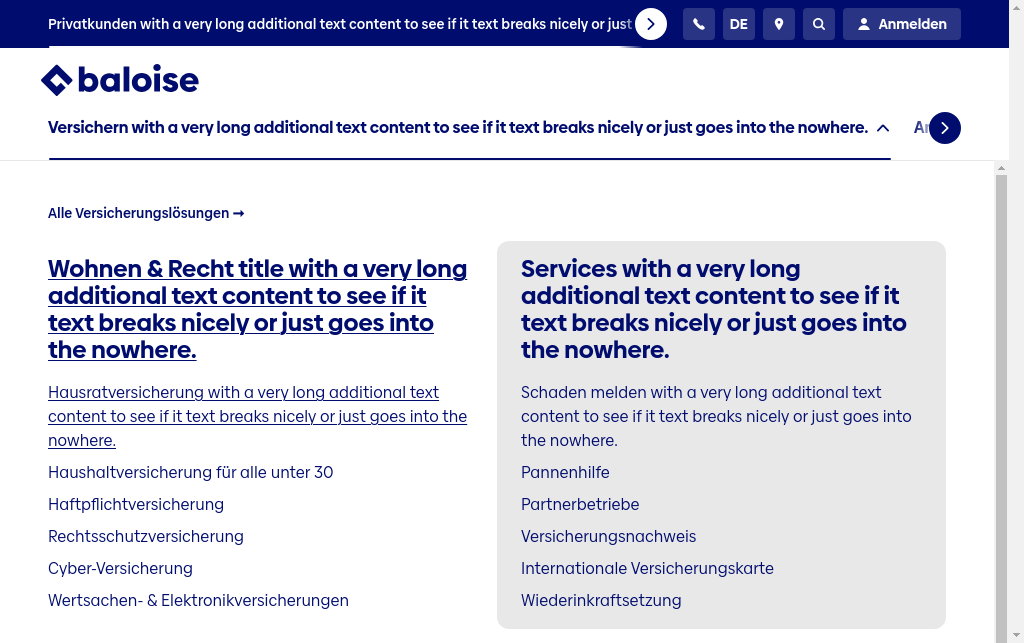 Privatkunden with a very long additional text content to see if it text breaks nicely or just
DE
Anmelden
baloise
Versichern with a very long additional text content to see if it text breaks nicely or just goes into the nowhere.
Alle Versicherungslösungen →
Wohnen & Recht title with a very long
additional text content to see if it
text breaks nicely or just goes into
the nowhere.
Hausratversicherung with a very long additional text
content to see if it text breaks nicely or just goes into the
nowhere.
Haushaltversicherung für alle unter 30
Haftpflichtversicherung
Rechtsschutzversicherung
Cyber-Versicherung
Wertsachen- & Elektronikversicherungen
Services with a very long
additional text content to see if it
text breaks nicely or just goes into
the nowhere.
Schaden melden with a very long additional text
content to see if it text breaks nicely or just goes into
the nowhere.
Pannenhilfe
Partnerbetriebe
Versicherungsnachweis
Internationale Versicherungskarte
Wiederinkraftsetzung